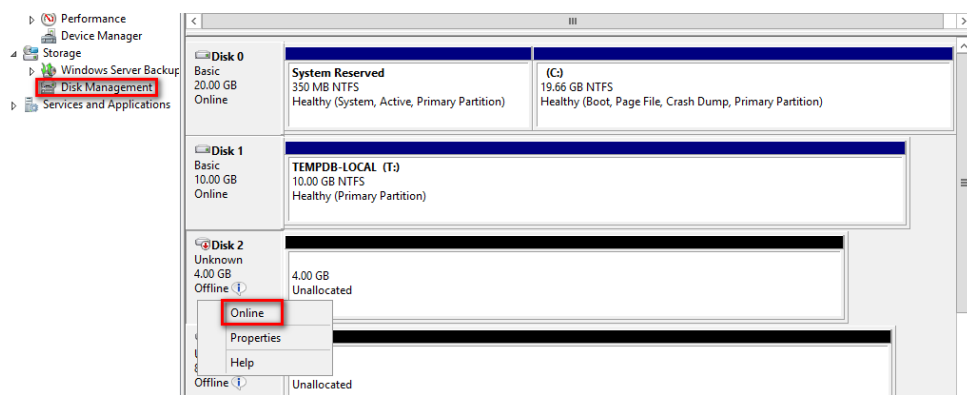 Performance
Device Manager
Storage
Windows Server Backup
Disk Management
Services and Applications
Disk 0
Basic
20.00 GB
Online
System Reserved
350 MB NTFS
Healthy (System, Active, Primary Partition)
(C:)
19.66 GB NTFS
Healthy (Boot, Page File, Crash Dump, Primary Partition)
Disk 1
Basic
10.00 GB
Online
TEMPDB-LOCAL (T:)
10.00 GB NTFS
Healthy (Primary Partition)
Disk 2
Unknown
4.00 GB
Offline
4.00 GB
Unallocated
Online
Properties
Help
Offline
Unallocated